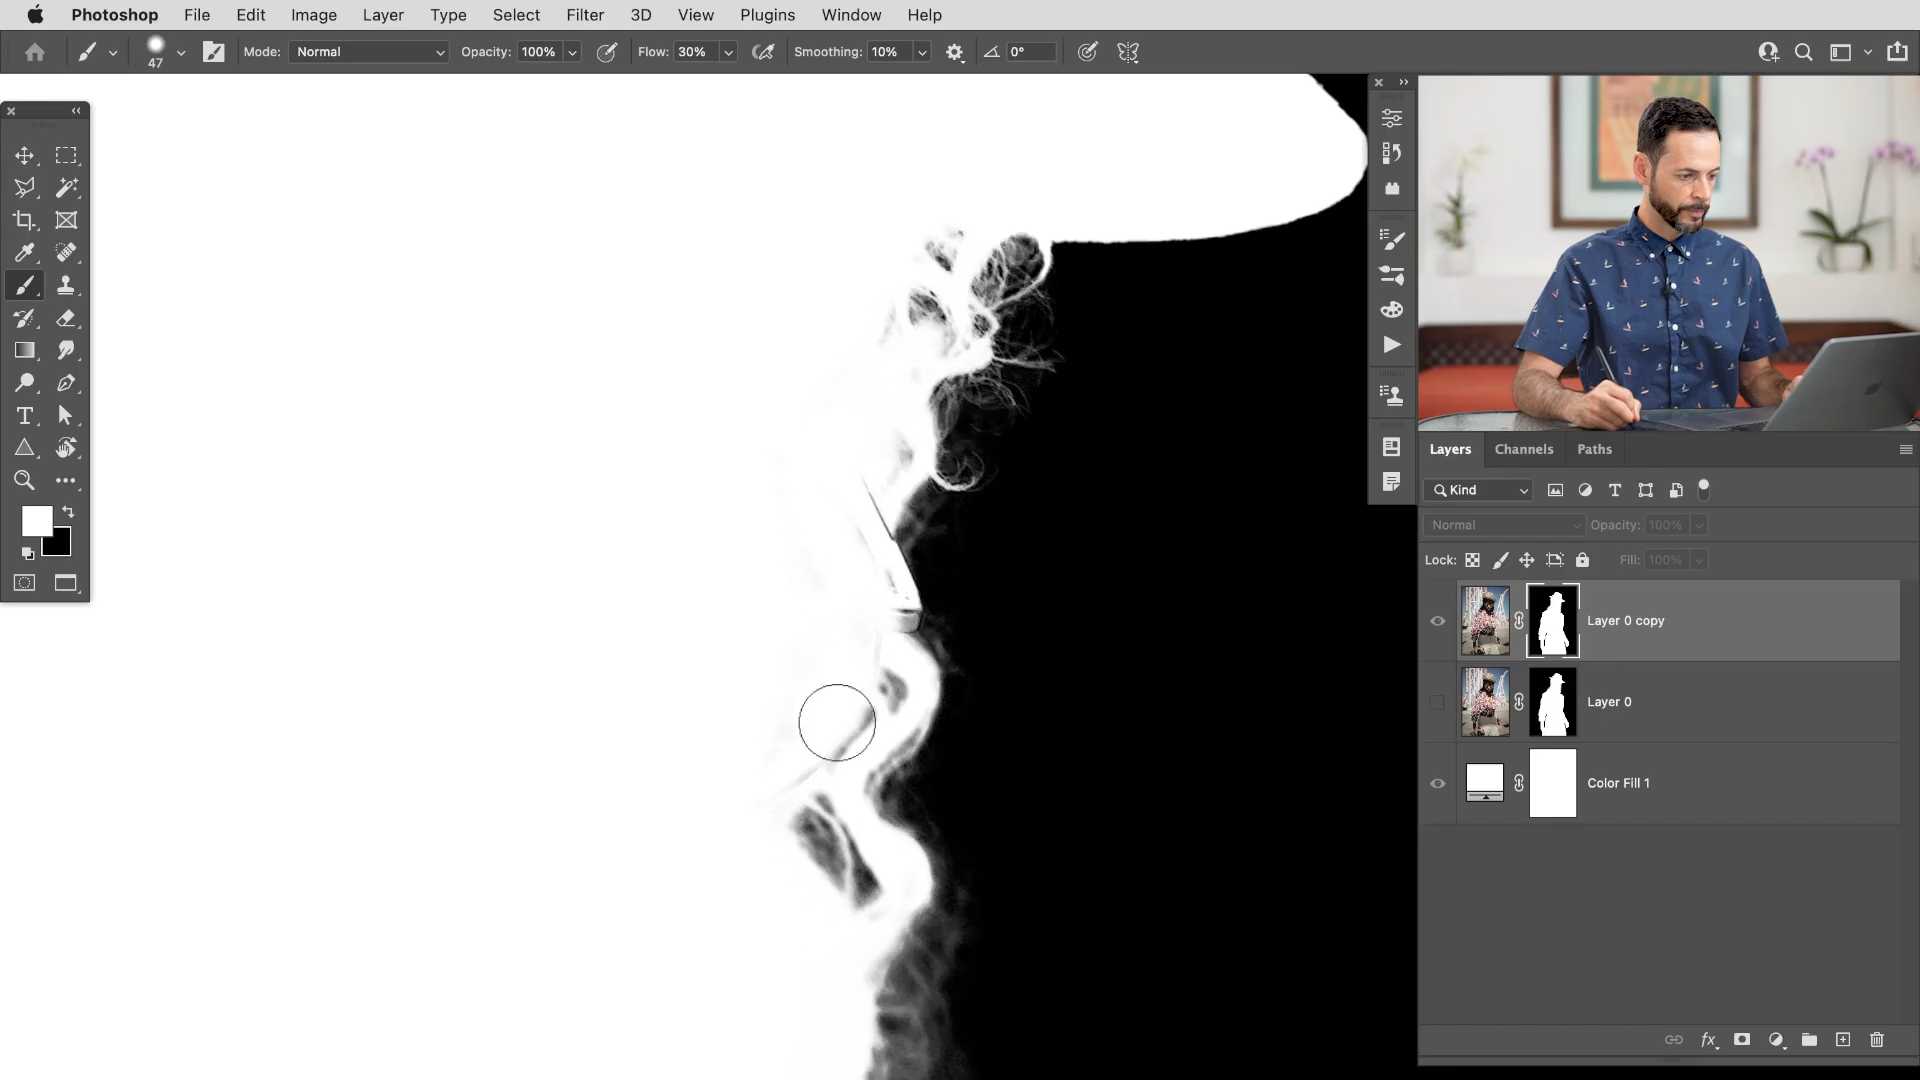 Photoshop File Edit Image Layer Type Select Filter 3D View Plugins Window Help
47 Mode: Normal Opacity: 100% Flow: 30% Smoothing: 10% 0°
Layers Channels Paths
Kind
Normal Opacity: 100%
Lock: Fill: 100%
Layer 0 copy
Layer 0
Color Fill 1
fx